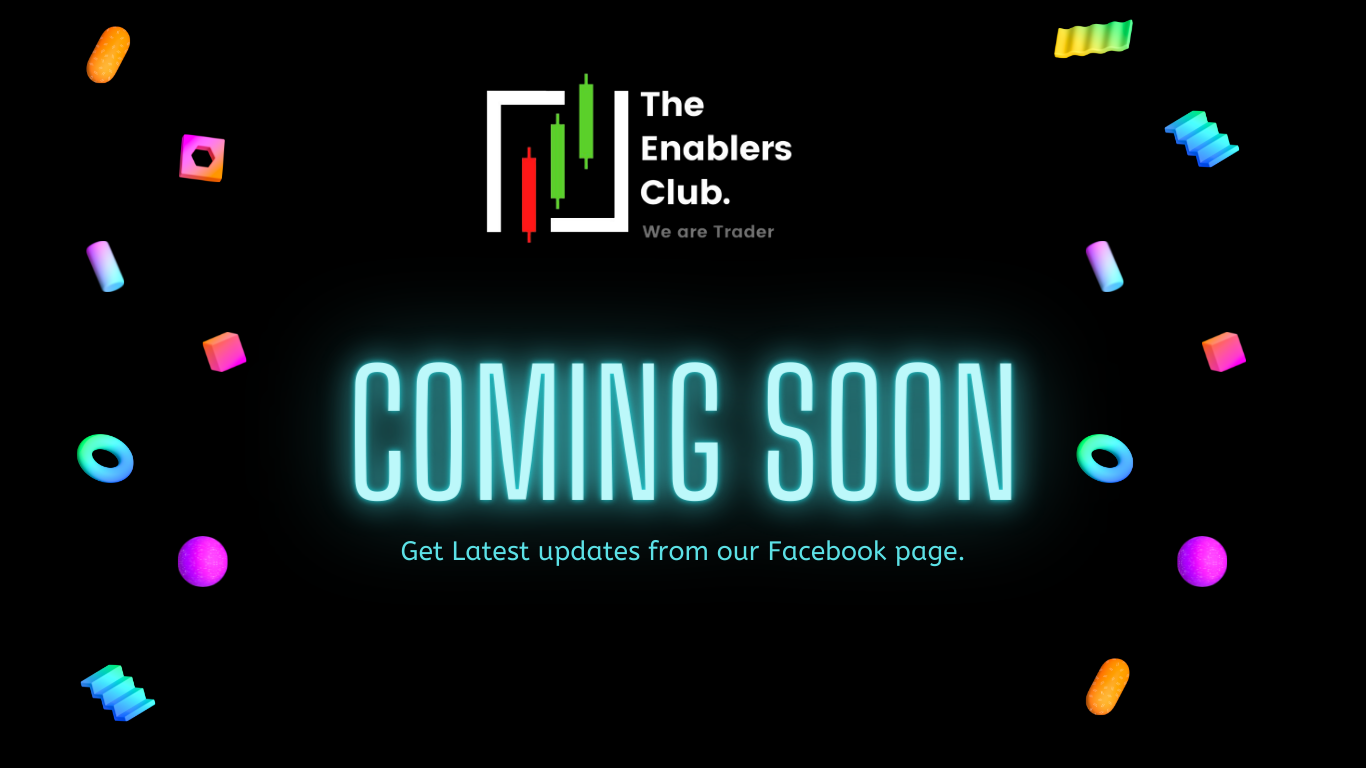 The
Enablers
Club.
We are Trader
COMING SOON
Get Latest updates from our Facebook page.